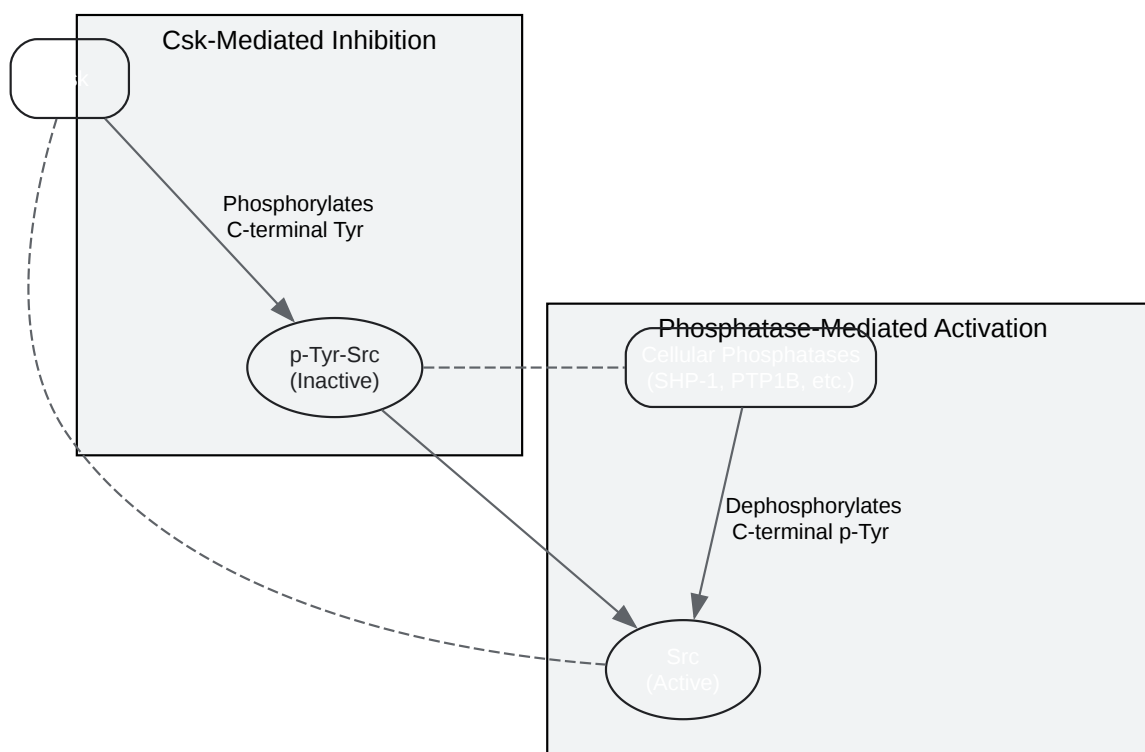 Csk-Mediated Inhibition
Phosphorylates
C-terminal Tyr
p-Tyr-Src
(Inactive)
Phosphatase-Mediated Activation
Cellular Phosphatases
(SHP-1, PTP1B, etc.)
Dephosphorylates
C-terminal p-Tyr
Src
(Active)